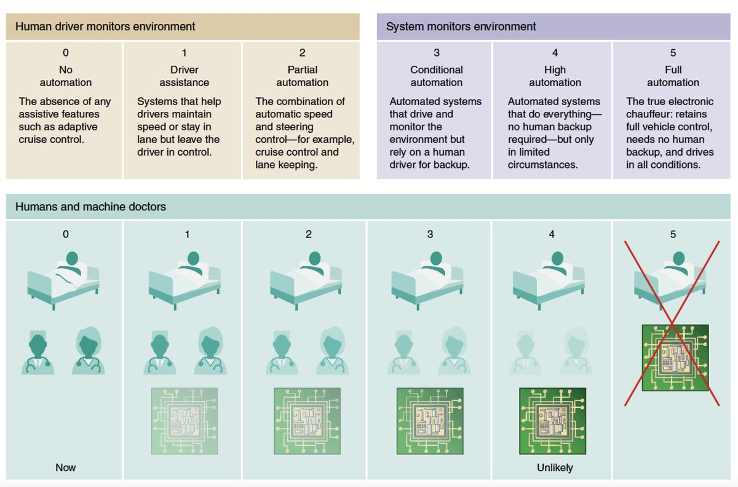 Human driver monitors environment
System monitors environment
0
No
automation
The absence of any
assistive features
such as adaptive
cruise control.
1
Driver
assistance
Systems that help
drivers maintain
speed or stay in
lane but leave the
driver in control.
2
Partial
automation
The combination of
automatic speed
and steering
control—for example,
cruise control and
lane keeping.
3
Conditional
automation
Automated systems
that drive and
monitor the
environment but
rely on a human
driver for backup.
4
High
automation
Automated systems
that do everything—
no human backup
required—but only
in limited
circumstances.
5
Full
automation
The true electronic
chauffeur: retains
full vehicle control,
needs no human
backup, and drives
in all conditions.
Humans and machine doctors
0
1
2
3
4
5
Now
Unlikely